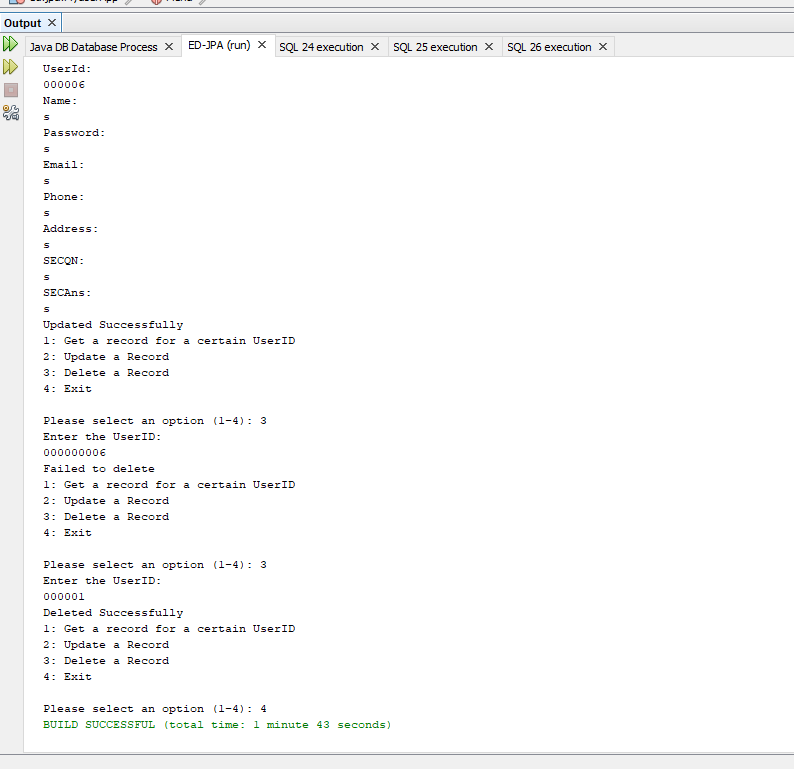 Output
Java DB Database Process
ED-JPA (run)
SQL 24 execution
SQL 25 execution
SQL 26 execution
UserId:
000006
Name:
s
Password:
s
Email:
s
Phone:
s
Address:
s
SECQN:
s
SECAns:
s
Updated Successfully
1: Get a record for a certain UserID
2: Update a Record
3: Delete a Record
4: Exit
Please select an option (1-4): 3
Enter the UserID:
000000006
Failed to delete
1: Get a record for a certain UserID
2: Update a Record
3: Delete a Record
4: Exit
Please select an option (1-4): 3
Enter the UserID:
000001
Deleted Successfully
1: Get a record for a certain UserID
2: Update a Record
3: Delete a Record
4: Exit
Please select an option (1-4): 4
BUILD SUCCESSFUL (total time: 1 minute 43 seconds)